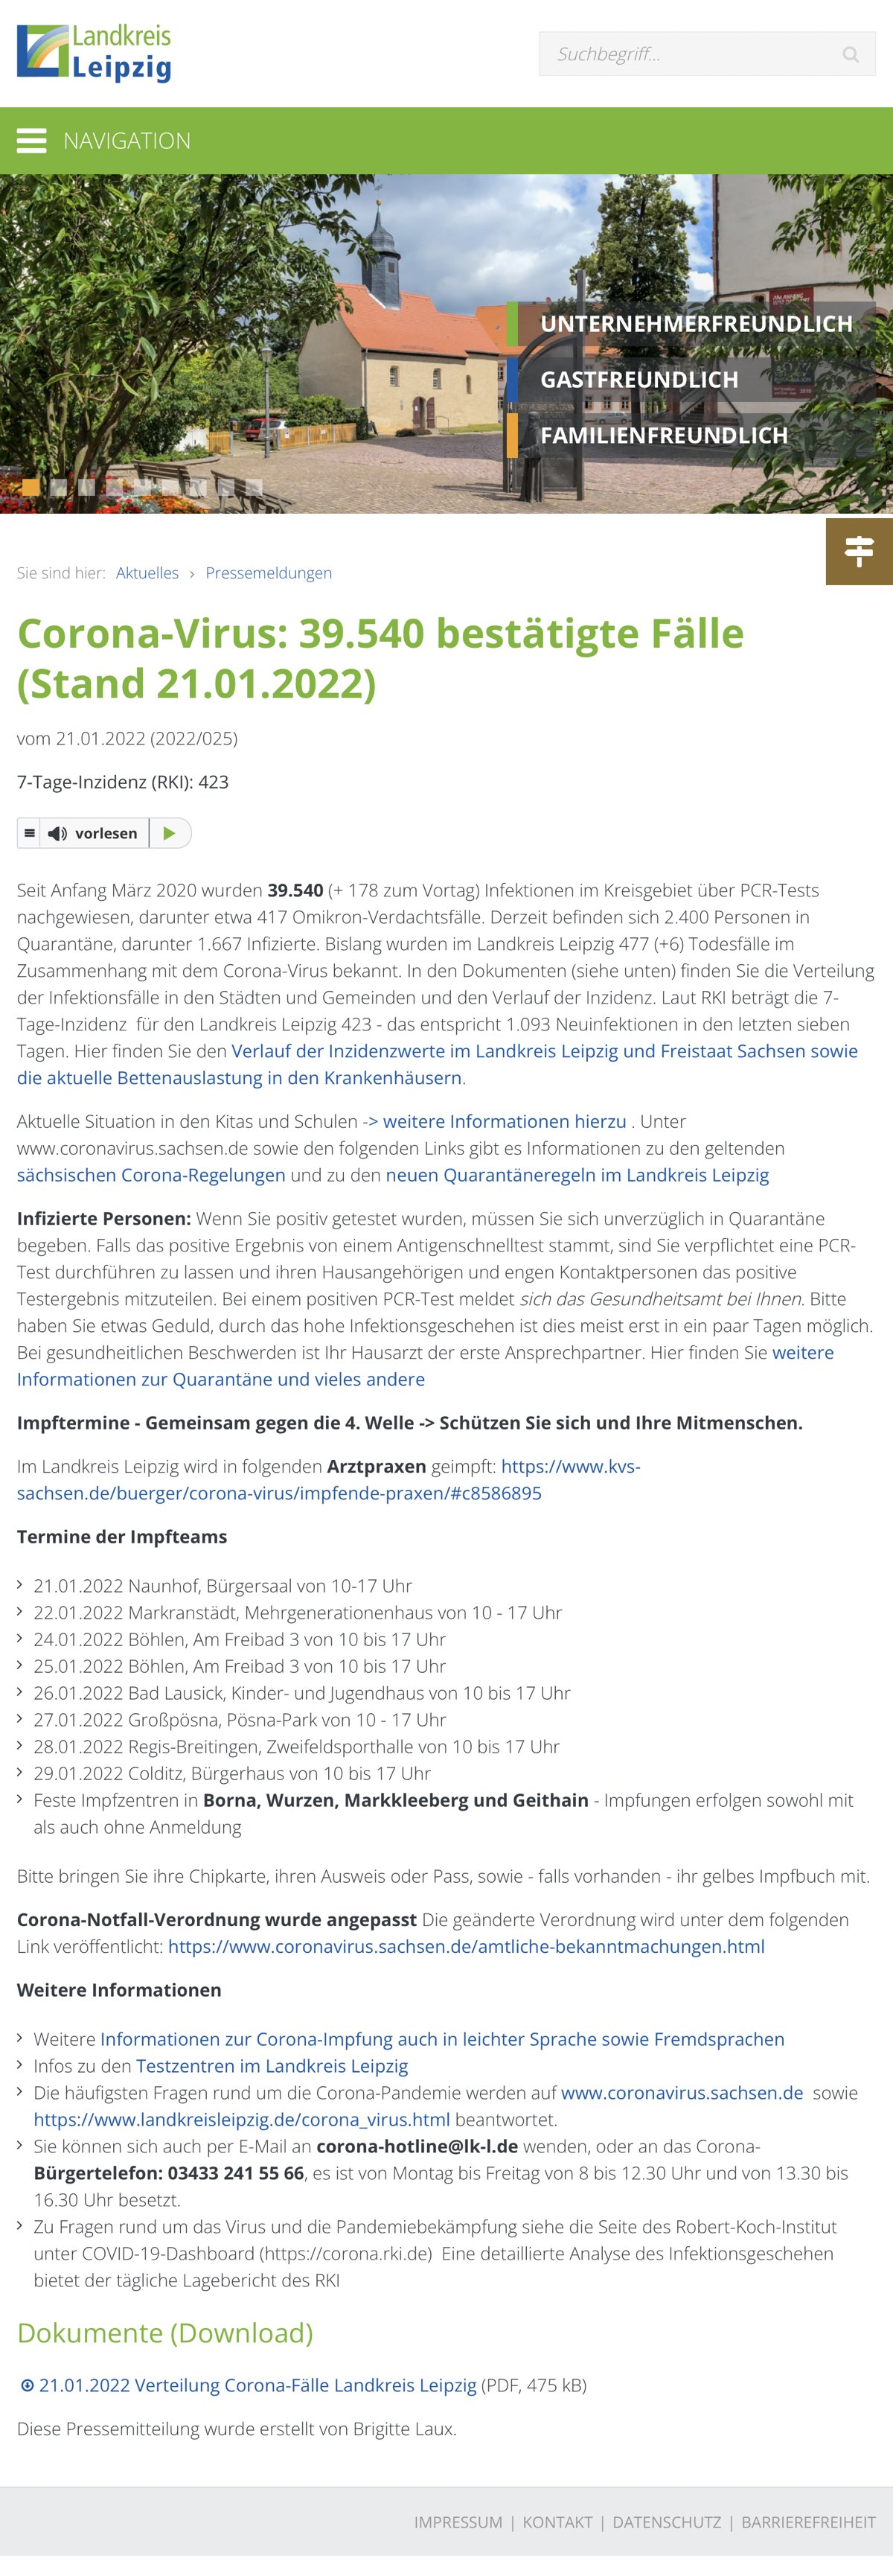 Landkreis
Leipzig
Suchbegriff...
NAVIGATION
UNTERNEHMERFREUNDLICH
GASTFREUNDLICH
FAMILIENFREUNDLICH
Sie sind hier: Aktuelles › Pressemeldungen
Corona-Virus: 39.540 bestätigte Fälle
(Stand 21.01.2022)
vom 21.01.2022 (2022/025)
7-Tage-Inzidenz (RKI): 423
vorlesen
Seit Anfang März 2020 wurden 39.540 (+ 178 zum Vortag) Infektionen im Kreisgebiet über PCR-Tests
nachgewiesen, darunter etwa 417 Omikron-Verdachtsfälle. Derzeit befinden sich 2.400 Personen in
Quarantäne, darunter 1.667 Infizierte. Bislang wurden im Landkreis Leipzig 477 (+6) Todesfälle im
Zusammenhang mit dem Corona-Virus bekannt. In den Dokumenten (siehe unten) finden Sie die Verteilung
der Infektionsfälle in den Städten und Gemeinden und den Verlauf der Inzidenz. Laut RKI beträgt die 7-
Tage-Inzidenz  für den Landkreis Leipzig 423 - das entspricht 1.093 Neuinfektionen in den letzten sieben
Tagen. Hier finden Sie den Verlauf der Inzidenzwerte im Landkreis Leipzig und Freistaat Sachsen sowie
die aktuelle Bettenauslastung in den Krankenhäusern.
Aktuelle Situation in den Kitas und Schulen -> weitere Informationen hierzu . Unter
www.coronavirus.sachsen.de sowie den folgenden Links gibt es Informationen zu den geltenden
sächsischen Corona-Regelungen und zu den neuen Quarantäneregeln im Landkreis Leipzig
Infizierte Personen: Wenn Sie positiv getestet wurden, müssen Sie sich unverzüglich in Quarantäne
begeben. Falls das positive Ergebnis von einem Antigenschnelltest stammt, sind Sie verpflichtet eine PCR-
Test durchführen zu lassen und ihren Hausangehörigen und engen Kontaktpersonen das positive
Testergebnis mitzuteilen. Bei einem positiven PCR-Test meldet sich das Gesundheitsamt bei Ihnen. Bitte
haben Sie etwas Geduld, durch das hohe Infektionsgeschehen ist dies meist erst in ein paar Tagen möglich.
Bei gesundheitlichen Beschwerden ist Ihr Hausarzt der erste Ansprechpartner. Hier finden Sie weitere
Informationen zur Quarantäne und vieles andere
Impftermine - Gemeinsam gegen die 4. Welle -> Schützen Sie sich und Ihre Mitmenschen.
Im Landkreis Leipzig wird in folgenden Arztpraxen geimpft: https://www.kvs-
sachsen.de/buerger/corona-virus/impfende-praxen/#c8586895
Termine der Impfteams
21.01.2022 Naunhof, Bürgersaal von 10-17 Uhr
22.01.2022 Markranstädt, Mehrgenerationenhaus von 10 - 17 Uhr
24.01.2022 Böhlen, Am Freibad 3 von 10 bis 17 Uhr
25.01.2022 Böhlen, Am Freibad 3 von 10 bis 17 Uhr
26.01.2022 Bad Lausick, Kinder- und Jugendhaus von 10 bis 17 Uhr
27.01.2022 Großpösna, Pösna-Park von 10 - 17 Uhr
28.01.2022 Regis-Breitingen, Zweifeldsporthalle von 10 bis 17 Uhr
29.01.2022 Colditz, Bürgerhaus von 10 bis 17 Uhr
Feste Impfzentren in Borna, Wurzen, Markkleeberg und Geithain - Impfungen erfolgen sowohl mit
als auch ohne Anmeldung
Bitte bringen Sie ihre Chipkarte, ihren Ausweis oder Pass, sowie - falls vorhanden - ihr gelbes Impfbuch mit.
Corona-Notfall-Verordnung wurde angepasst Die geänderte Verordnung wird unter dem folgenden
Link veröffentlicht: https://www.coronavirus.sachsen.de/amtliche-bekanntmachungen.html
Weitere Informationen
Weitere Informationen zur Corona-Impfung auch in leichter Sprache sowie Fremdsprachen
Infos zu den Testzentren im Landkreis Leipzig
Die häufigsten Fragen rund um die Corona-Pandemie werden auf www.coronavirus.sachsen.de  sowie
https://www.landkreisleipzig.de/corona_virus.html beantwortet.
Sie können sich auch per E-Mail an corona-hotline@lk-l.de wenden, oder an das Corona-
Bürgertelefon: 03433 241 55 66, es ist von Montag bis Freitag von 8 bis 12.30 Uhr und von 13.30 bis
16.30 Uhr besetzt.
Zu Fragen rund um das Virus und die Pandemiebekämpfung siehe die Seite des Robert-Koch-Institut
unter COVID-19-Dashboard (https://corona.rki.de)  Eine detaillierte Analyse des Infektionsgeschehen
bietet der tägliche Lagebericht des RKI
Dokumente (Download)
21.01.2022 Verteilung Corona-Fälle Landkreis Leipzig (PDF, 475 kB)
Diese Pressemitteilung wurde erstellt von Brigitte Laux.
IMPRESSUM | KONTAKT | DATENSCHUTZ | BARRIEREFREIHEIT